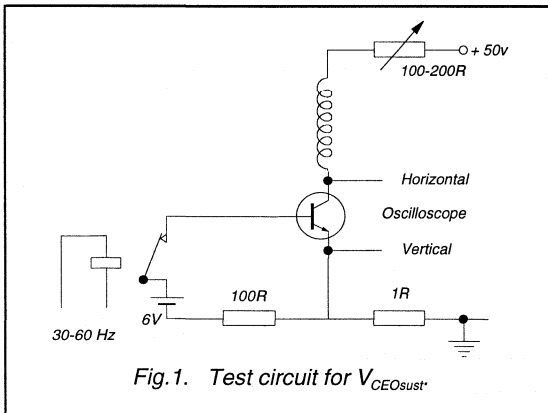 + 50v
100-200R
Horizontal
Oscilloscope
Vertical
100R
1R
6V
30-60 Hz
Fig.1. Test circuit for VCEOsust.